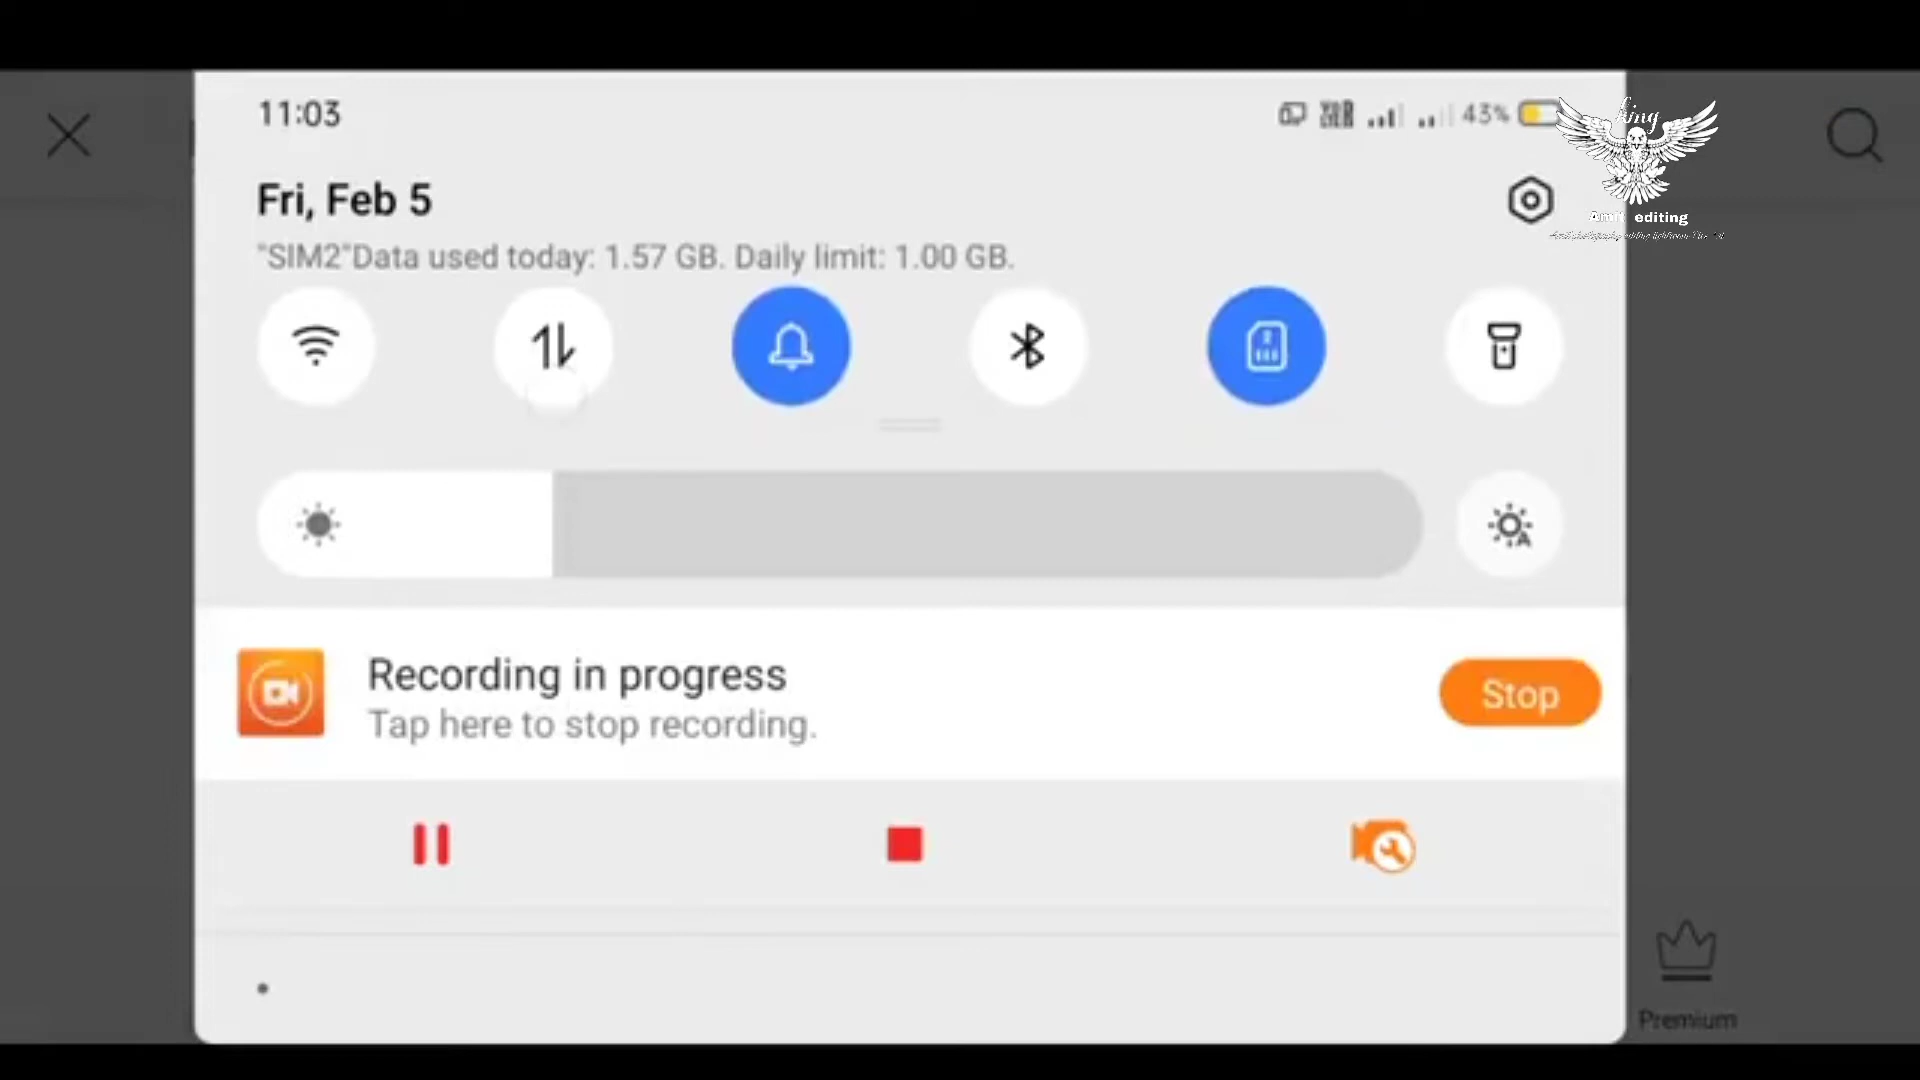 11:03
43%
king
Fri, Feb 5
Amit editing
"SIM2"Data used today: 1.57 GB. Daily limit: 1.00 GB.
Recording in progress
Tap here to stop recording.
Stop
Premium